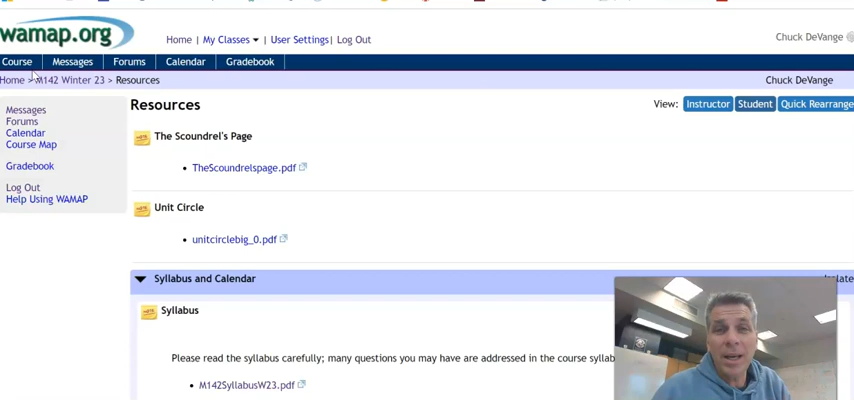 wamap.org
Home | My Classes | User Settings | Log Out
Chuck DeVange
Course Messages Forums Calendar Gradebook
Home > M142 Winter 23 > Resources
Chuck DeVange
Messages
Forums
Calendar
Course Map
Gradebook
Log Out
Help Using WAMAP
Resources
View: Instructor Student Quick Rearrange
The Scoundrel's Page
TheScoundrelspage.pdf
Unit Circle
unitcirclebig_0.pdf
Syllabus and Calendar
Syllabus
Please read the syllabus carefully; many questions you may have are addressed in the course syllab
M142SyllabusW23.pdf